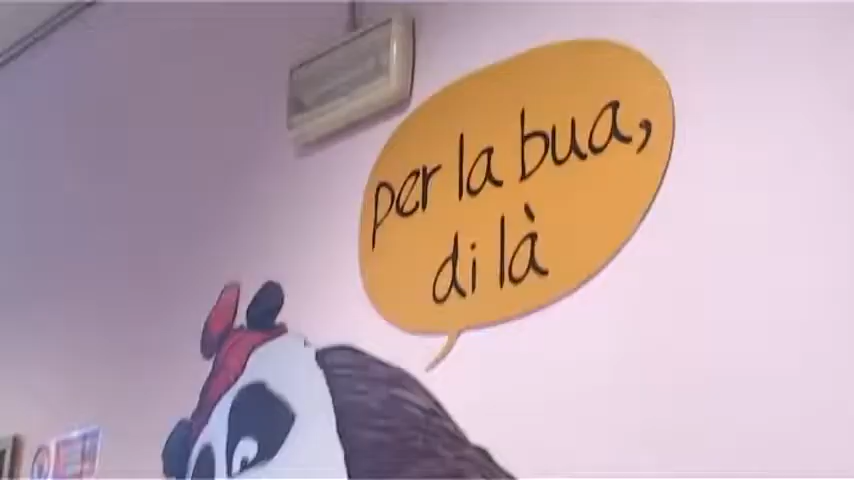 per la bua,
di là